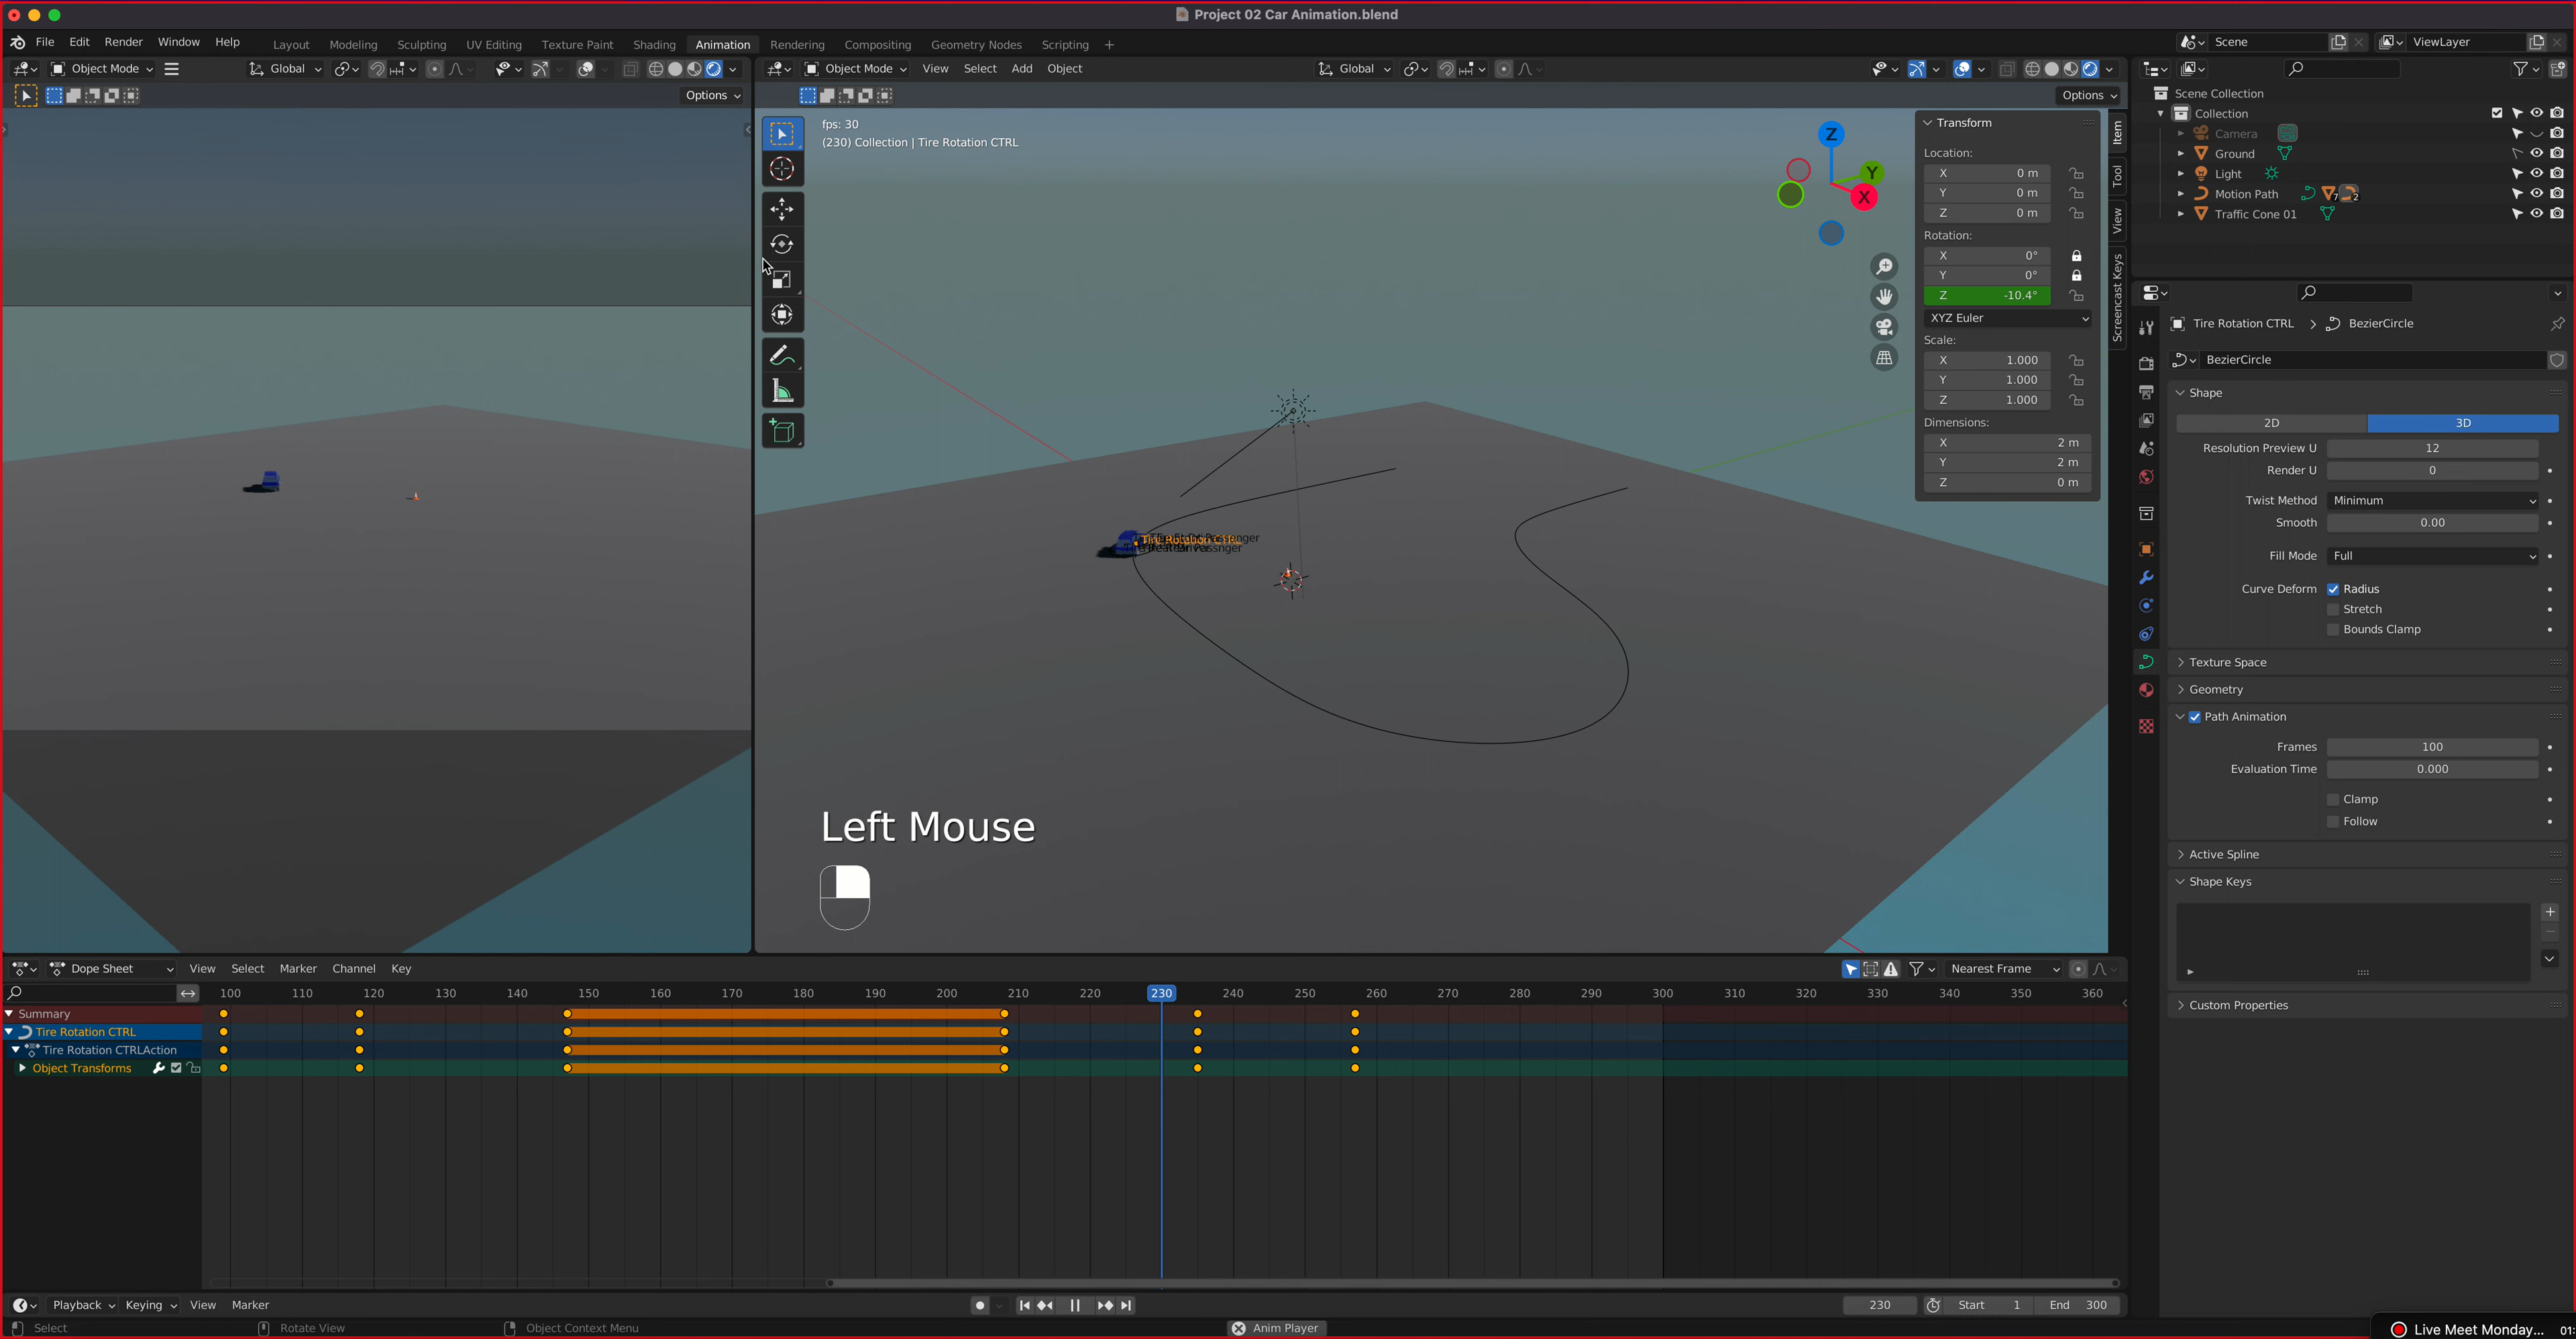 Project 02 Car Animation.blend
File Edit Render Window Help Layout Modeling Sculpting UV Editing Texture Paint Shading Animation Rendering Compositing Geometry Nodes Scripting + Scene ViewLayer
Object Mode Global Object Mode View Select Add Object Global
Options Options
Scene Collection
Collection
Camera
Ground
Light
Motion Path 7 2
Traffic Cone 01
fps: 30
(230) Collection | Tire Rotation CTRL
Z
Y
X
Item
Tool
View
Screencast Keys
Transform
Location:
X 0 m
Y 0 m
Z 0 m
Rotation:
X 0°
Y 0°
Z -10.4°
XYZ Euler
Scale:
X 1.000
Y 1.000
Z 1.000
Dimensions:
X 2 m
Y 2 m
Z 0 m
Tire Rotation CTRL
Left Mouse
Tire Rotation CTRL > BezierCircle
BezierCircle
Shape
2D 3D
Resolution Preview U 12
Render U 0
Twist Method Minimum
Smooth 0.00
Fill Mode Full
Curve Deform Radius
Stretch
Bounds Clamp
Texture Space
Geometry
Path Animation
Frames 100
Evaluation Time 0.000
Clamp
Follow
Active Spline
Shape Keys
Custom Properties
Dope Sheet View Select Marker Channel Key Nearest Frame
100 110 120 130 140 150 160 170 180 190 200 210 220 230 240 250 260 270 280 290 300 310 320 330 340 350 360
Summary
Tire Rotation CTRL
Tire Rotation CTRLAction
Object Transforms
Playback Keying View Marker 230 Start 1 End 300
Select Rotate View Object Context Menu Anim Player
Live Meet Monday... 01: